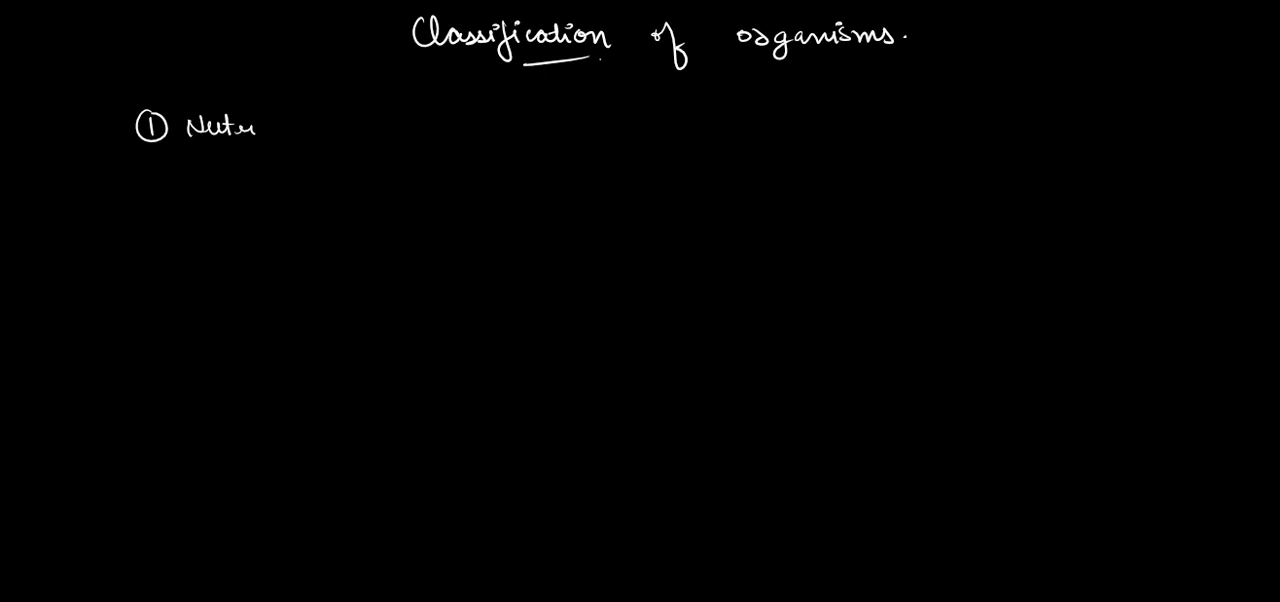 Classification of organisms.
① Nutr